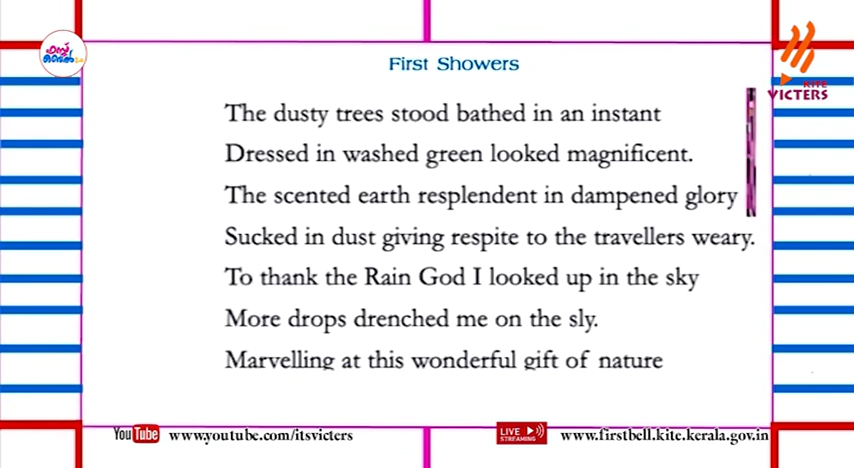 ഫസ്റ്റ്
ബെൽ 2.0
KITE
VICTERS
First Showers
The dusty trees stood bathed in an instant
Dressed in washed green looked magnificent.
The scented earth resplendent in dampened glory
Sucked in dust giving respite to the travellers weary.
To thank the Rain God I looked up in the sky
More drops drenched me on the sly.
Marvelling at this wonderful gift of nature
YouTube www.youtube.com/itsvicters
LIVE STREAMING www.firstbell.kite.kerala.gov.in